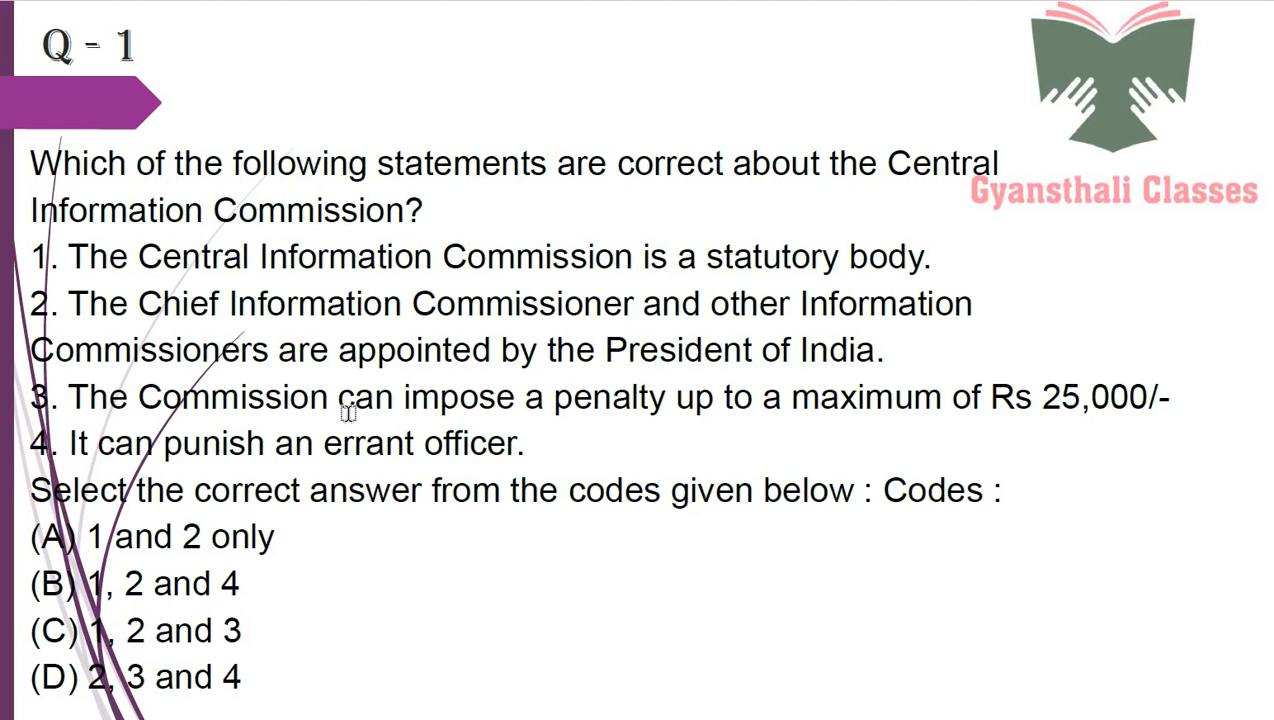 Q - 1
Gyansthali Classes
Which of the following statements are correct about the Central
Information Commission?
1. The Central Information Commission is a statutory body.
2. The Chief Information Commissioner and other Information
Commissioners are appointed by the President of India.
3. The Commission can impose a penalty up to a maximum of Rs 25,000/-
4. It can punish an errant officer.
Select the correct answer from the codes given below : Codes :
(A) 1 and 2 only
(B) 1, 2 and 4
(C) 1, 2 and 3
(D) 2, 3 and 4